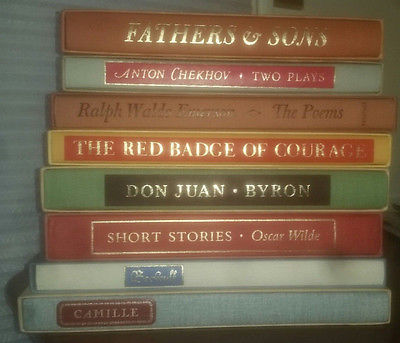 FATHERS & SONS
ANTON CHEKHOV · TWO PLAYS
Ralph Waldo Emerson ~ The Poems
THE RED BADGE OF COURAGE
DON JUAN · BYRON
SHORT STORIES · Oscar Wilde
Beowulf
CAMILLE